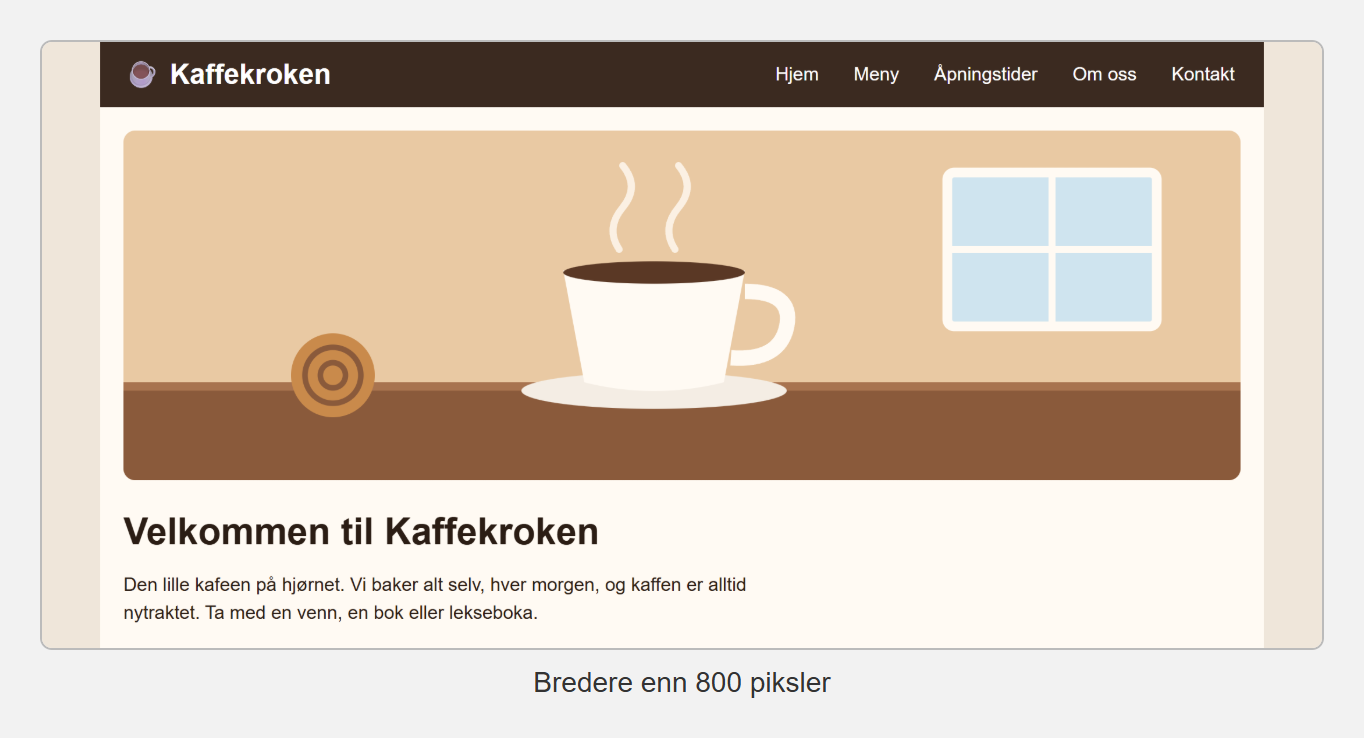 Kaffekroken
Hjem Meny Åpningstider Om oss Kontakt
Velkommen til Kaffekroken
Den lille kafeen på hjørnet. Vi baker alt selv, hver morgen, og kaffen er alltid
nytraktet. Ta med en venn, en bok eller lekseboka.
Bredere enn 800 piksler